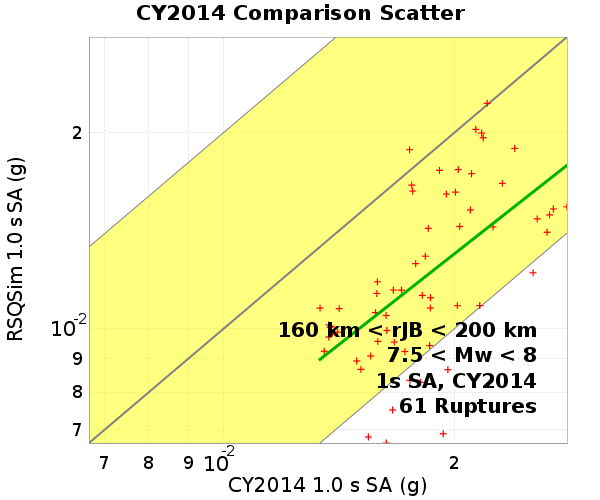 CY2014 Comparison Scatter
RSQSim 1.0 s SA (g)
2
10-2
9
8
7
160 km < rJB < 200 km
7.5 < Mw < 8
1s SA, CY2014
61 Ruptures
7 8 9 10-2 2
CY2014 1.0 s SA (g)